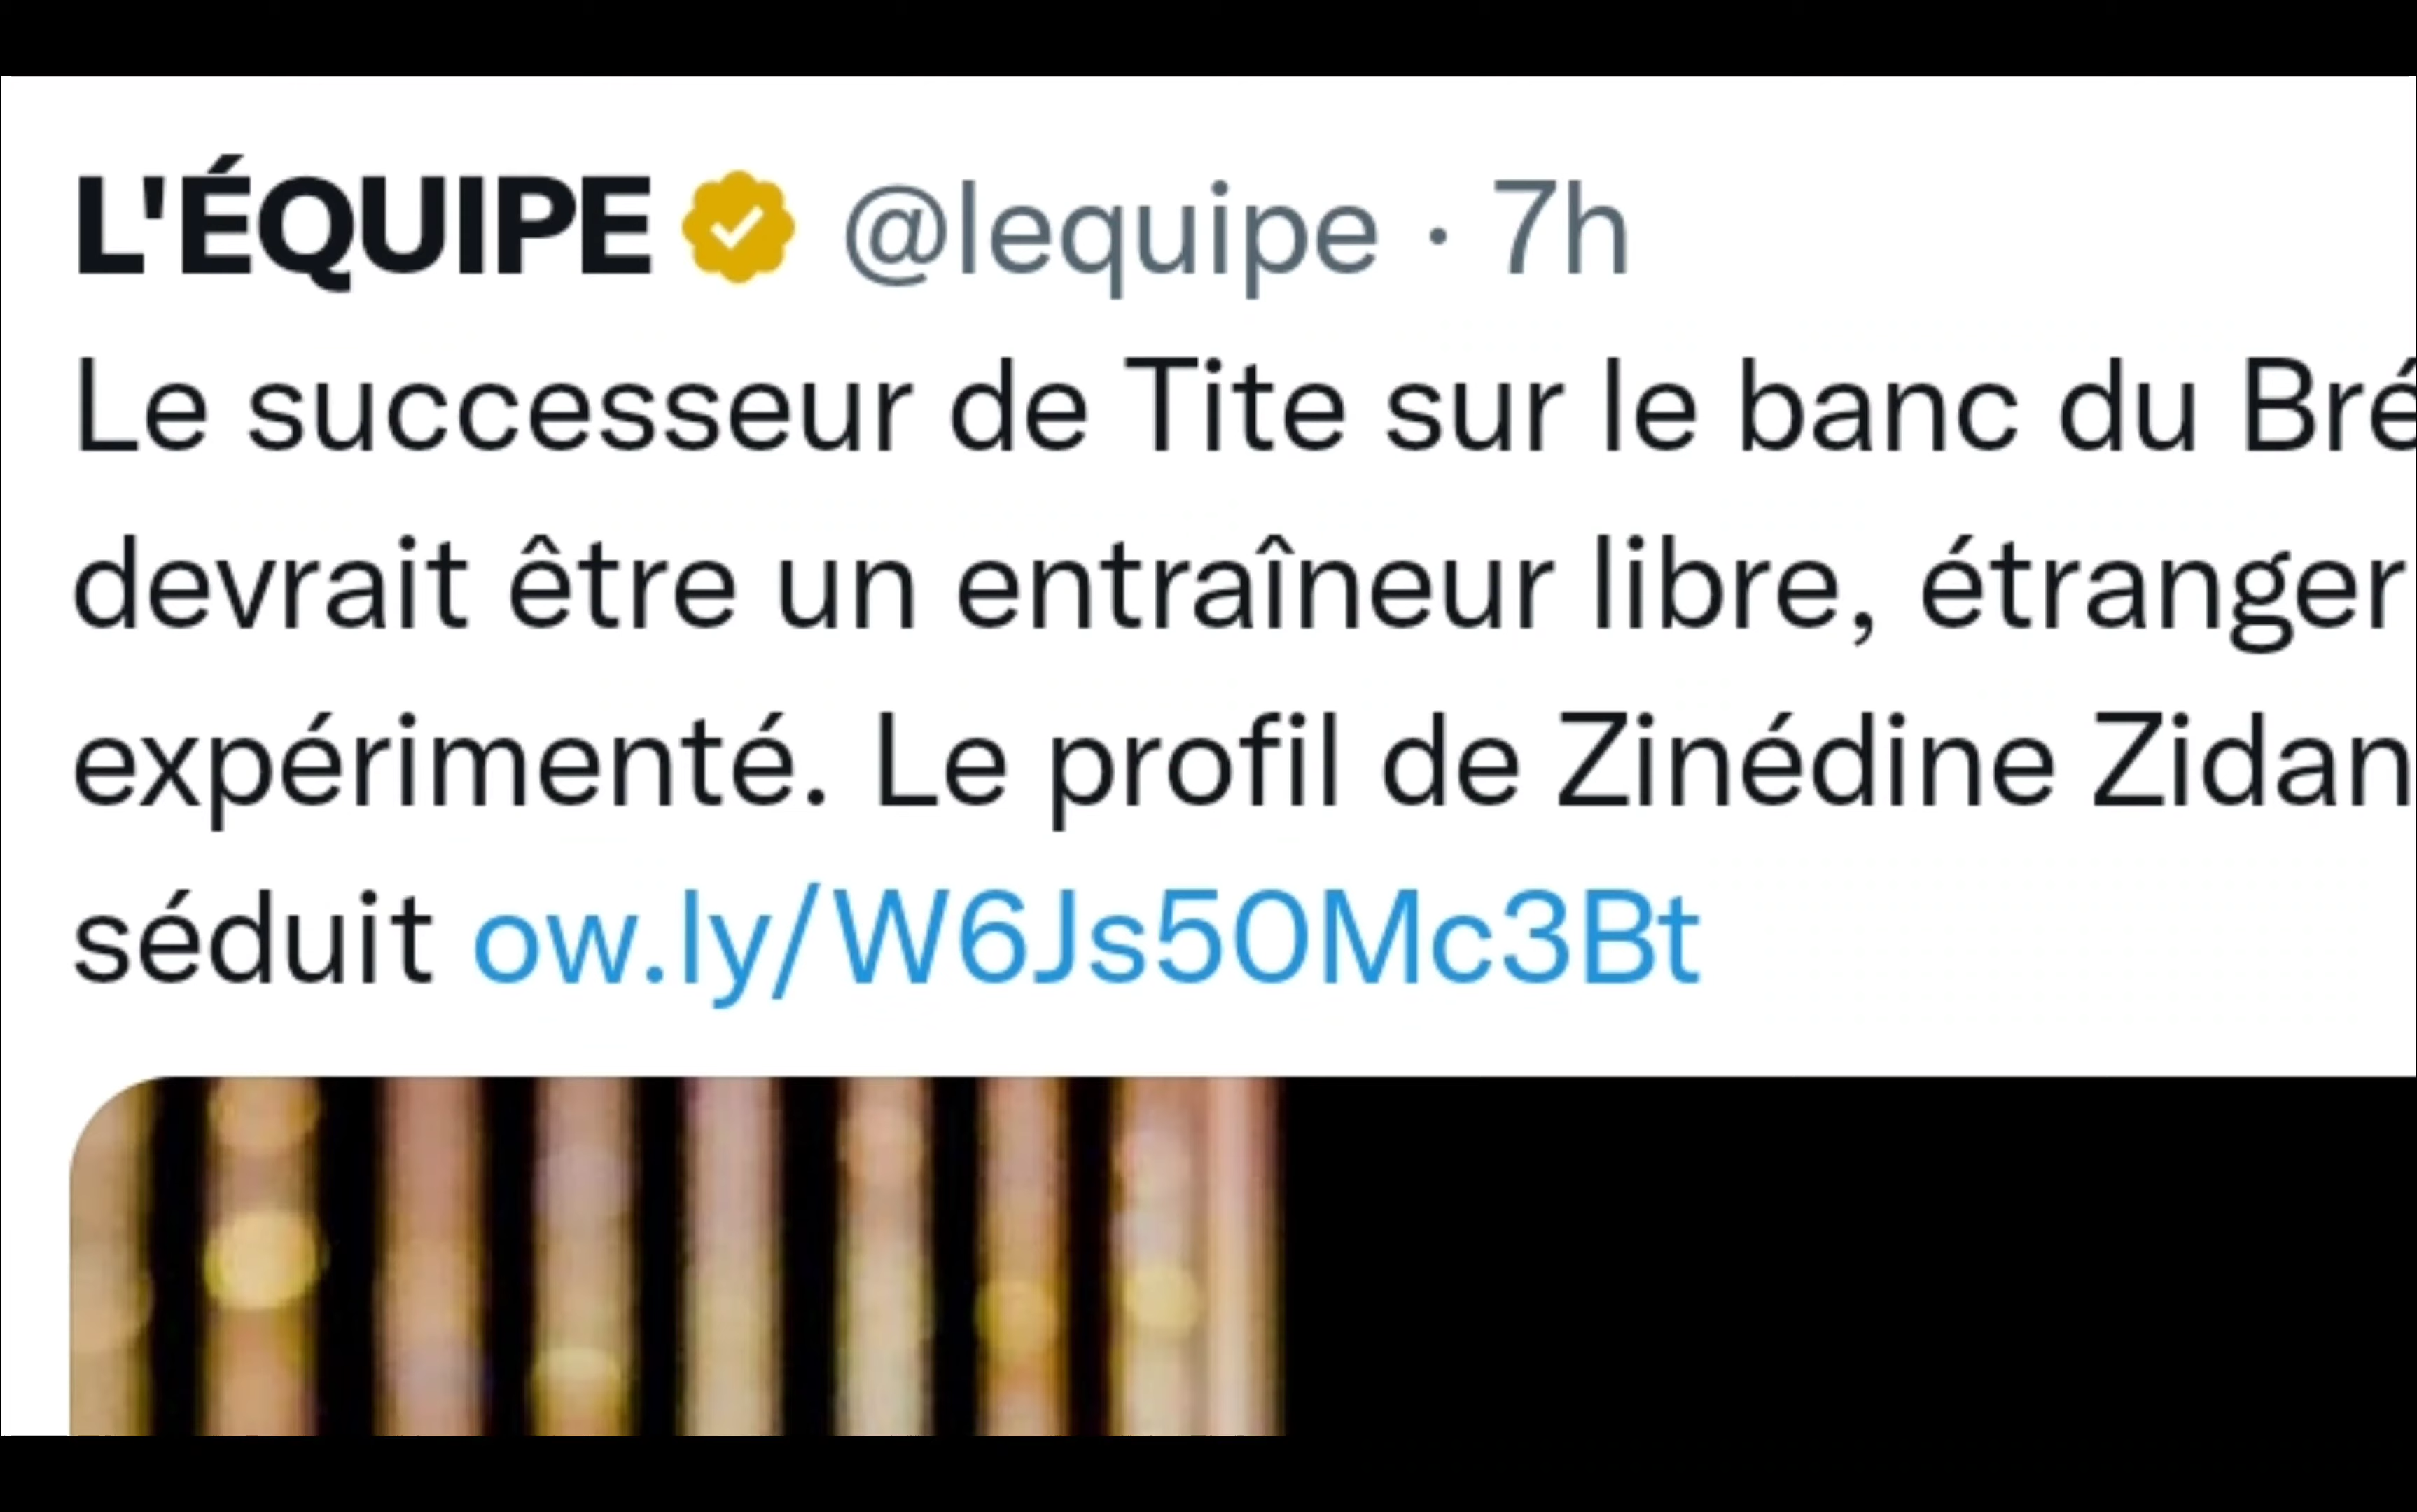 L'ÉQUIPE @lequipe · 7h
Le successeur de Tite sur le banc du Bré
devrait être un entraîneur libre, étranger
expérimenté. Le profil de Zinédine Zidan
séduit ow.ly/W6Js50Mc3Bt